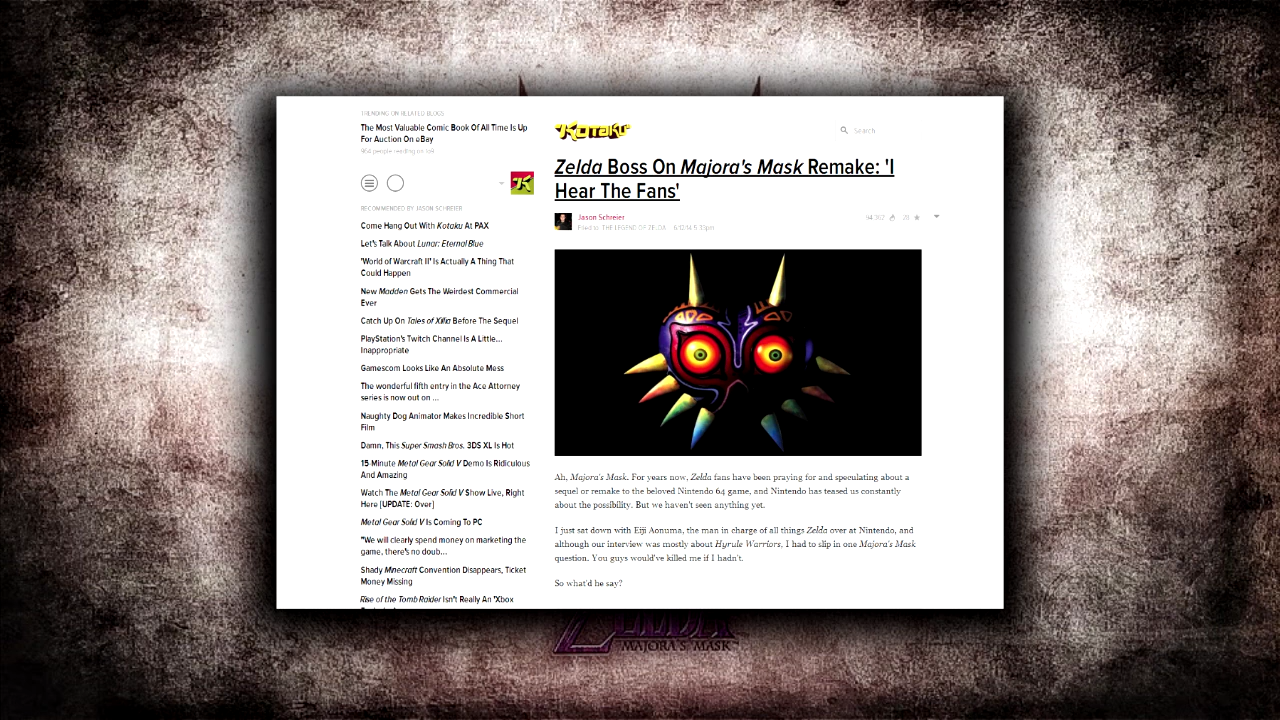 TRENDING ON RELATED BLOGS
The Most Valuable Comic Book Of All Time Is Up
For Auction On eBay
964 people reading on io9
RECOMMENDED BY JASON SCHREIER
Come Hang Out With Kotaku At PAX
Let's Talk About Lunar: Eternal Blue
'World of Warcraft II' Is Actually A Thing That
Could Happen
New Madden Gets The Weirdest Commercial
Ever
Catch Up On Tales of Xillia Before The Sequel
PlayStation's Twitch Channel Is A Little...
Inappropriate
Gamescom Looks Like An Absolute Mess
The wonderful fifth entry in the Ace Attorney
series is now out on ...
Naughty Dog Animator Makes Incredible Short
Film
Damn, This Super Smash Bros. 3DS XL Is Hot
15-Minute Metal Gear Solid V Demo Is Ridiculous
And Amazing
Watch The Metal Gear Solid V Show Live, Right
Here [UPDATE: Over]
Metal Gear Solid V Is Coming To PC
"We will clearly spend money on marketing the
game, there's no doub...
Shady Minecraft Convention Disappears, Ticket
Money Missing
Rise of the Tomb Raider Isn't Really An 'Xbox
Kotaku
Search
Zelda Boss On Majora's Mask Remake: 'I
Hear The Fans'
Jason Schreier
Filed to: THE LEGEND OF ZELDA 6/12/14 5:30pm
Ah, Majora's Mask. For years now, Zelda fans have been praying for and speculating about a
sequel or remake to the beloved Nintendo 64 game, and Nintendo has teased us constantly
about the possibility. But we haven't seen anything yet.
I just sat down with Eiji Aonuma, the man in charge of all things Zelda over at Nintendo, and
although our interview was mostly about Hyrule Warriors, I had to slip in one Majora's Mask
question. You guys would've killed me if I hadn't.
So what'd he say?
ZELDA
MAJORA'S MASK